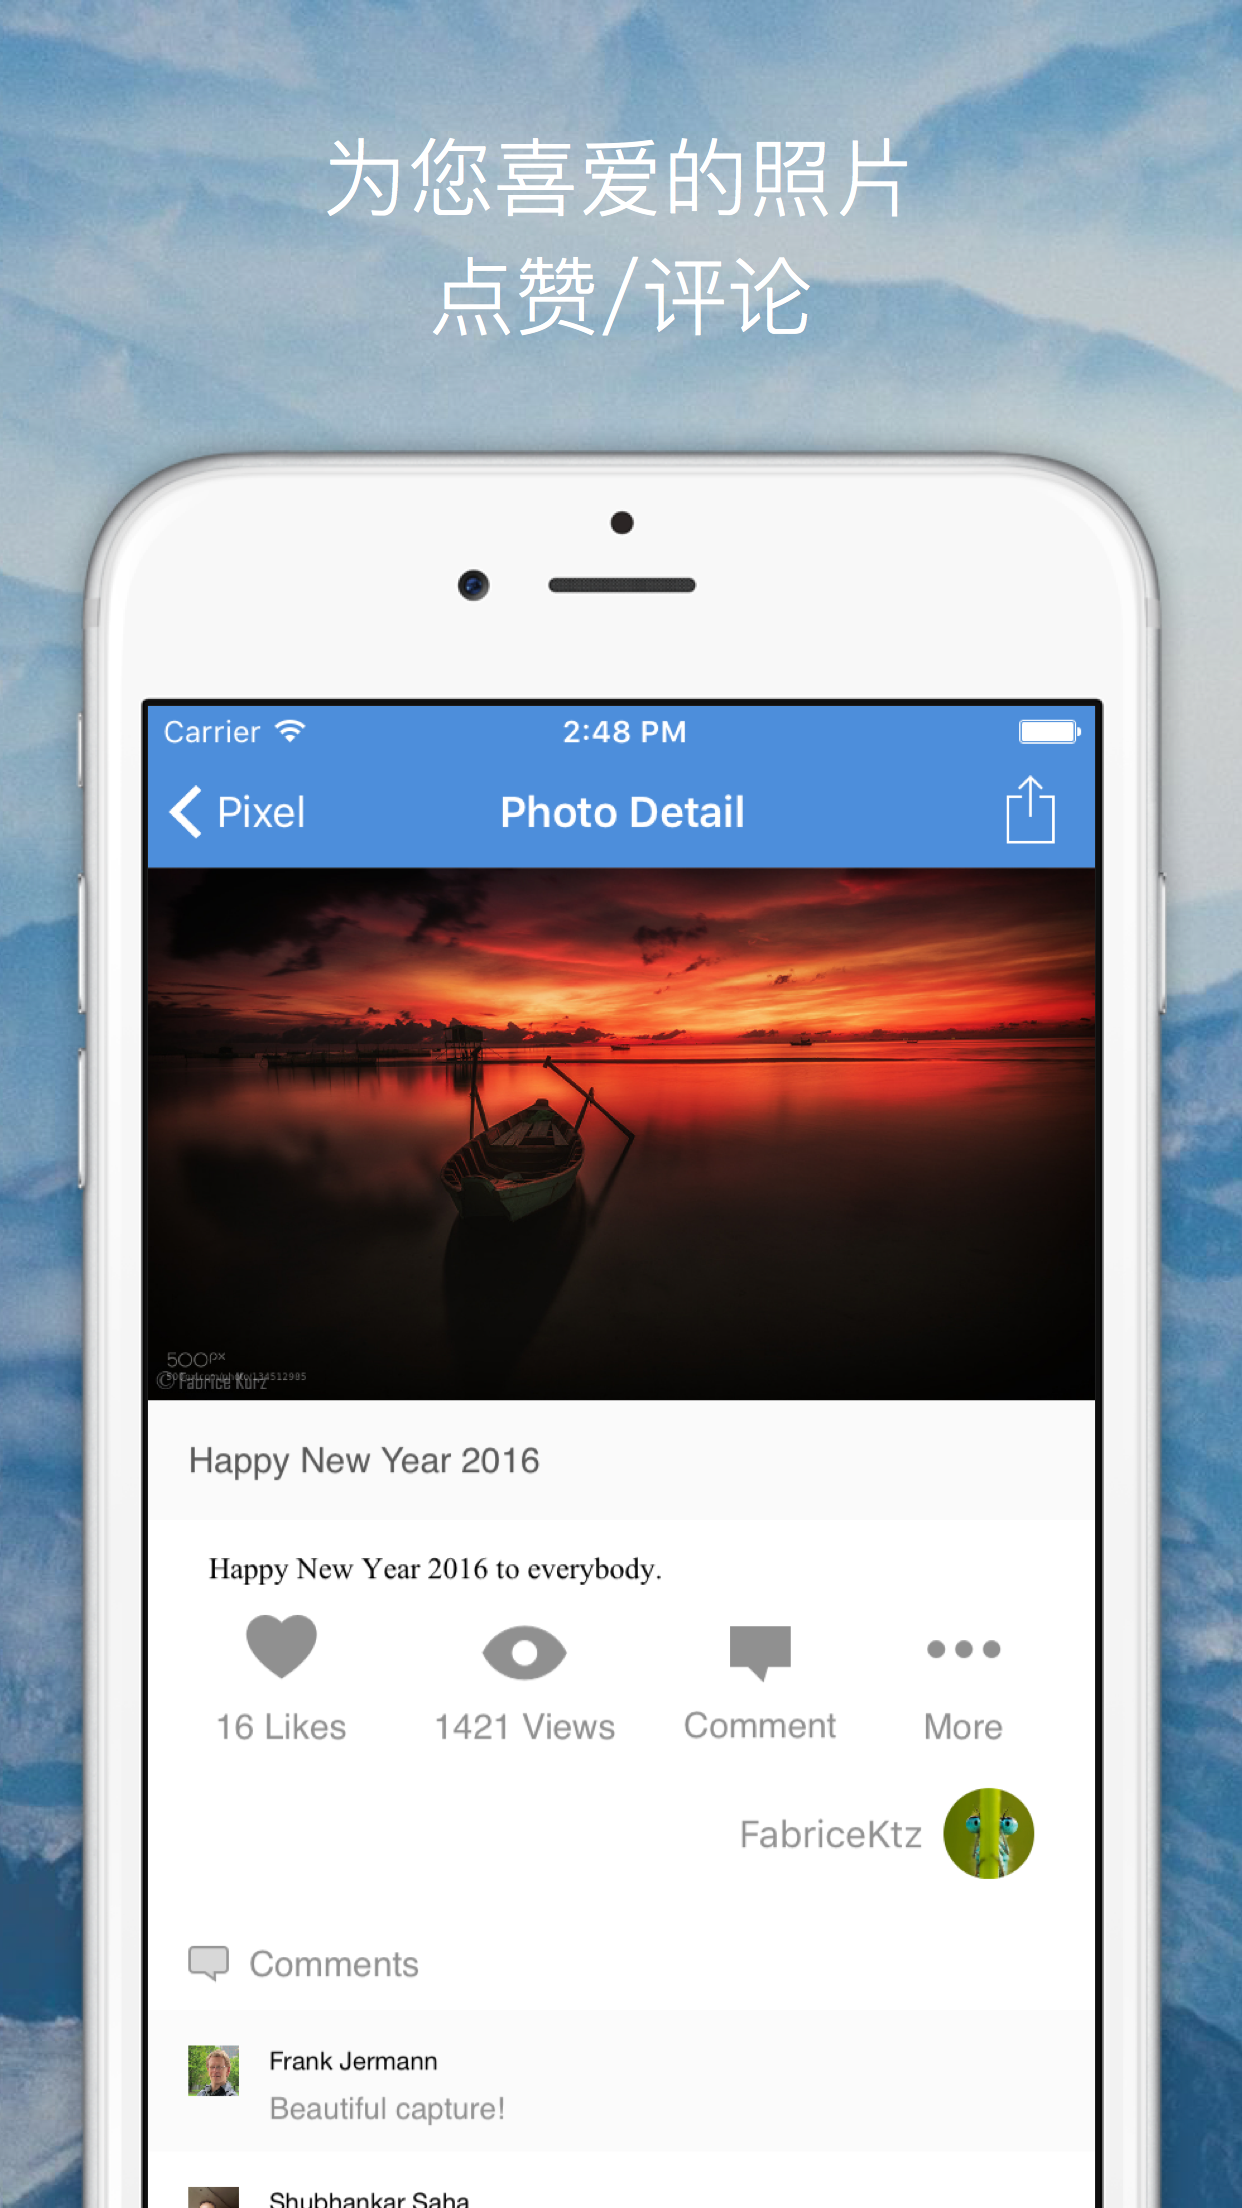 为您喜爱的照片
点赞/评论
Carrier 2:48 PM
Pixel Photo Detail
500px
© Fabrice Kurz
Happy New Year 2016
Happy New Year 2016 to everybody.
16 Likes 1421 Views Comment More
FabriceKtz
Comments
Frank Jermann
Beautiful capture!
Shubhankar Saha